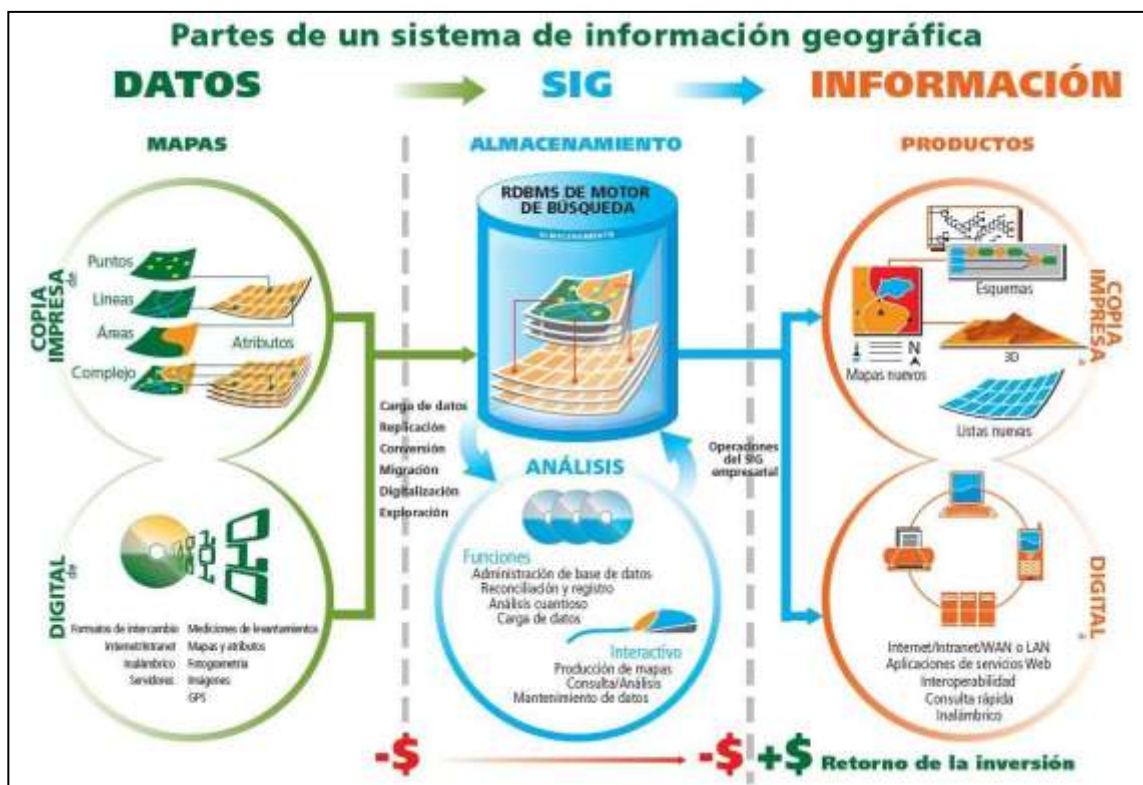 Partes de un sistema de información geográfica
DATOS
SIG
INFORMACIÓN
MAPAS
ALMACENAMIENTO
PRODUCTOS
COPIA IMPRESA de
Puntos
Líneas
Áreas
Complejo
Atributos
DIGITAL de
Formatos de intercambio
Internet/Intranet
Inalámbrico
Servidores
Mediciones de levantamientos
Mapas y atributos
Fotogrametría
Imágenes
GPS
Carga de datos
Replicación
Conversión
Migración
Digitalización
Exploración
RDBMS DE MOTOR
DE BÚSQUEDA
ALMACENAMIENTO
ANÁLISIS
Funciones
Administración de base de datos
Reconciliación y registro
Análisis cuantioso
Carga de datos
Interactivo
Producción de mapas
Consulta/Análisis
Mantenimiento de datos
Operaciones
del SIG
empresarial
COPIA IMPRESA
Esquemas
N
Mapas nuevos
3D
Listas nuevas
DIGITAL
Internet/Intranet/WAN o LAN
Aplicaciones de servicios Web
Interoperabilidad
Consulta rápida
Inalámbrico
-$
-$
+$ Retorno de la inversión